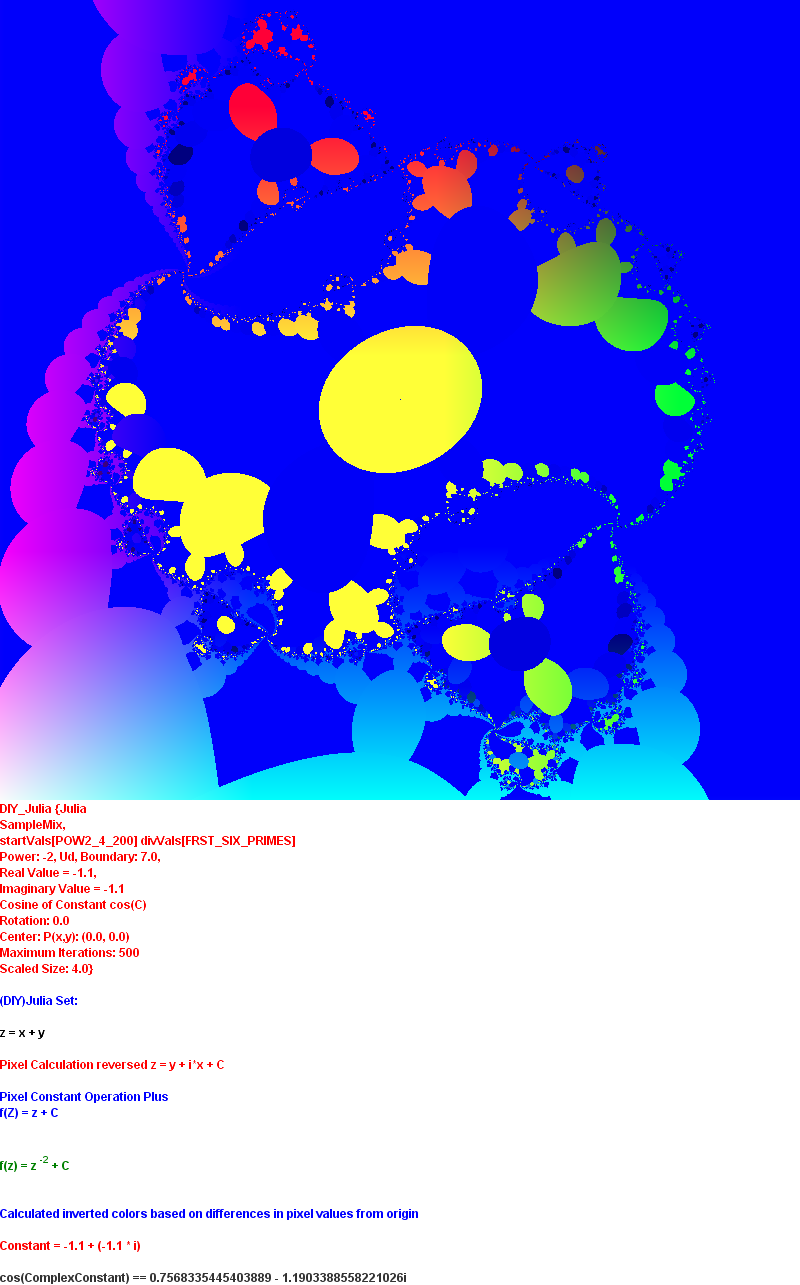 DIY_Julia {Julia
SampleMix,
startVals[POW2_4_200] divVals[FRST_SIX_PRIMES]
Power: -2, Ud, Boundary: 7.0,
Real Value = -1.1,
Imaginary Value = -1.1
Cosine of Constant cos(C)
Rotation: 0.0
Center: P(x,y): (0.0, 0.0)
Maximum Iterations: 500
Scaled Size: 4.0}
(DIY)Julia Set:
z = x + y
Pixel Calculation reversed z = y + i*x + C
Pixel Constant Operation Plus
f(Z) = z + C
f(z) = z -2 + C
Calculated inverted colors based on differences in pixel values from origin
Constant = -1.1 + (-1.1 * i)
cos(ComplexConstant) == 0.7568335445403889 - 1.1903388558221026i